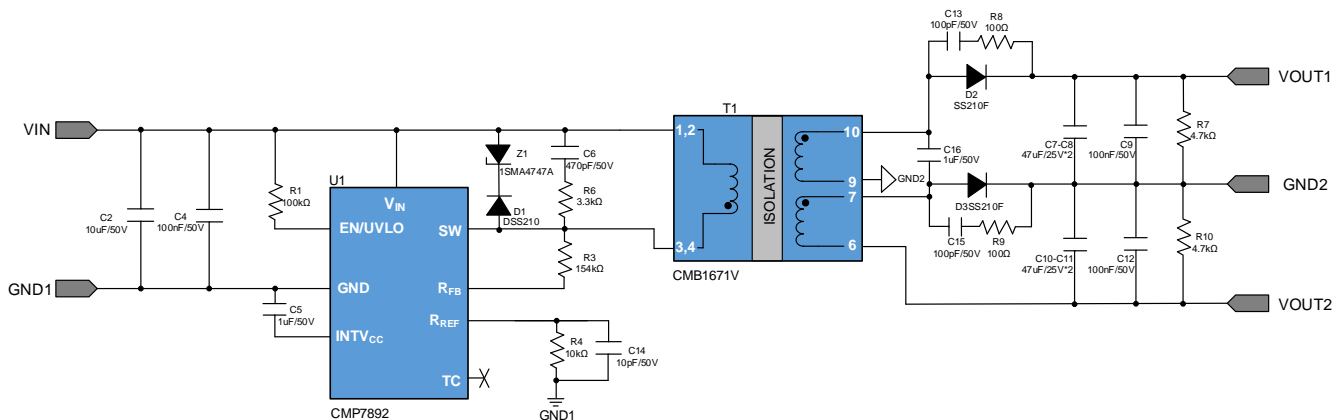 C13
100pF/50V
R8
100Ω
D2
SS210F
VOUT1
T1
VIN
1,2
10
Z1
1SMA4747A
C6
470pF/50V
C16
1uF/50V
C7-C8
47uF/25V*2
C9
100nF/50V
R7
4.7kΩ
U1
R1
100kΩ
VIN
D1
DSS210
R6
3.3kΩ
ISOLATION
9
GND2
7
D3SS210F
GND2
C2
10uF/50V
C4
100nF/50V
EN/UVLO
SW
3,4
6
C15
100pF/50V
R9
100Ω
C10-C11
47uF/25V*2
C12
100nF/50V
R10
4.7kΩ
R3
154kΩ
CMB1671V
GND1
GND
RFB
VOUT2
C5
1uF/50V
INTVCC
RREF
R4
10kΩ
C14
10pF/50V
TC
CMP7892
GND1